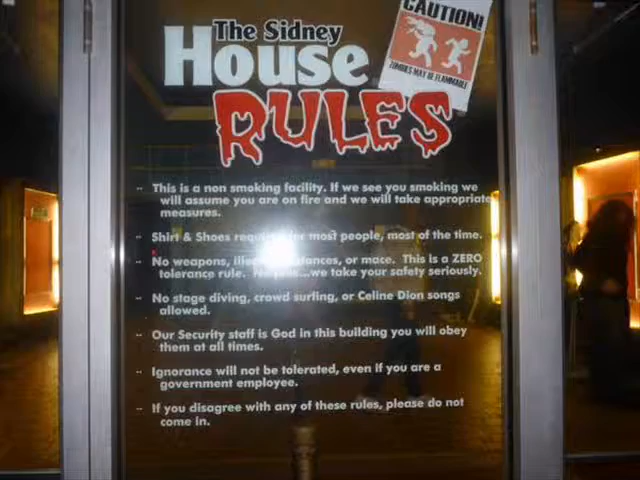 CAUTION!
ZOMBIES MAY BE FLAMMABLE
The Sidney
House
RULES
-- This is a non smoking facility. If we see you smoking we
will assume you are on fire and we will take appropriate
measures.
-- Shirt & Shoes for most people, most of the time.
-- No weapons, or mace. This is a ZERO
tolerance rule. ...we take your safety seriously.
-- No stage diving, crowd surfing, or Celine Dion songs
allowed.
-- Our Security staff is God in this building you will obey
them at all times.
-- Ignorance will not be tolerated, even if you are a
government employee.
-- If you disagree with any of these rules, please do not
come in.